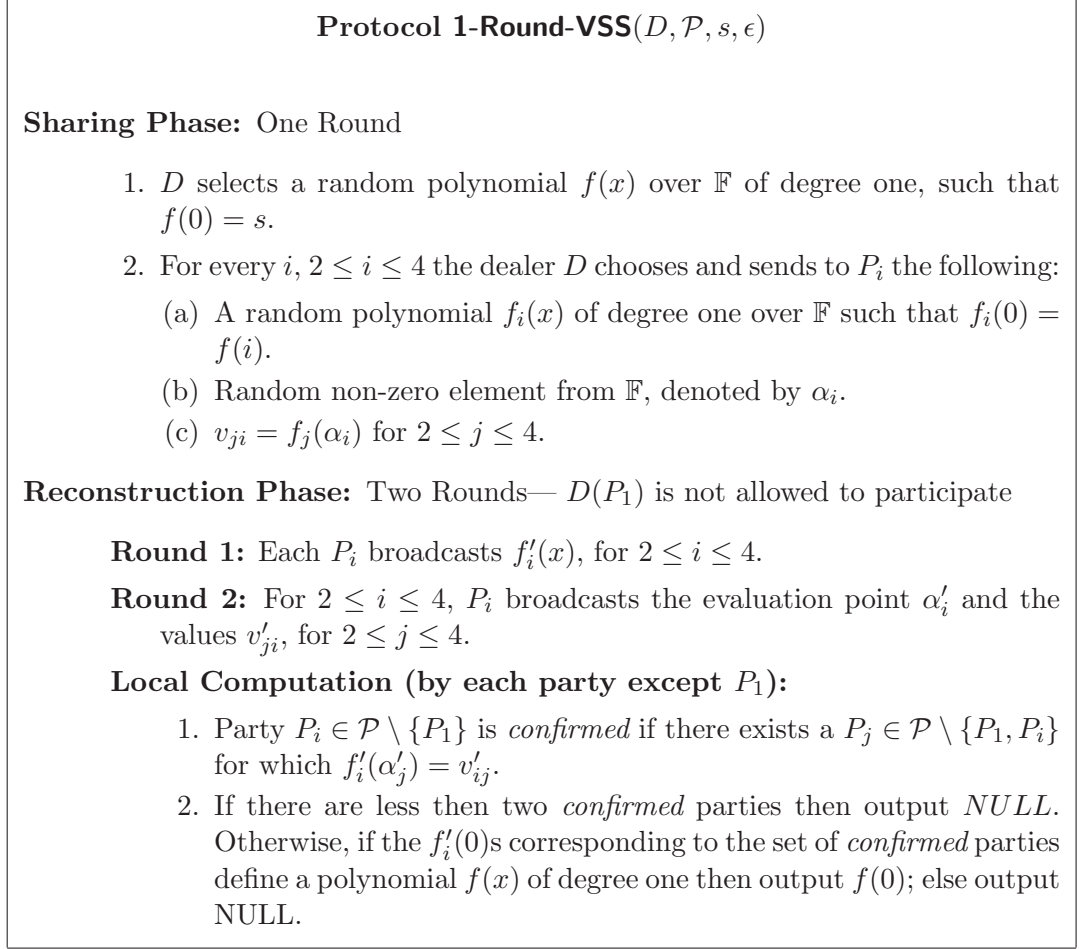 Protocol 1-Round-VSS(D, 𝒫, s, ϵ)
Sharing Phase: One Round
1. D selects a random polynomial f(x) over 𝔽 of degree one, such that
f(0) = s.
2. For every i, 2 ≤ i ≤ 4 the dealer D chooses and sends to P_i the following:
(a) A random polynomial f_i(x) of degree one over 𝔽 such that f_i(0) =
f(i).
(b) Random non-zero element from 𝔽, denoted by α_i.
(c) v_{ji} = f_j(α_i) for 2 ≤ j ≤ 4.
Reconstruction Phase: Two Rounds— D(P_1) is not allowed to participate
Round 1: Each P_i broadcasts f'_i(x), for 2 ≤ i ≤ 4.
Round 2: For 2 ≤ i ≤ 4, P_i broadcasts the evaluation point α'_i and the
values v'_{ji}, for 2 ≤ j ≤ 4.
Local Computation (by each party except P_1):
1. Party P_i ∈ 𝒫 \ {P_1} is confirmed if there exists a P_j ∈ 𝒫 \ {P_1, P_i}
for which f'_i(α'_j) = v'_{ij}.
2. If there are less then two confirmed parties then output NULL.
Otherwise, if the f'_i(0)s corresponding to the set of confirmed parties
define a polynomial f(x) of degree one then output f(0); else output
NULL.